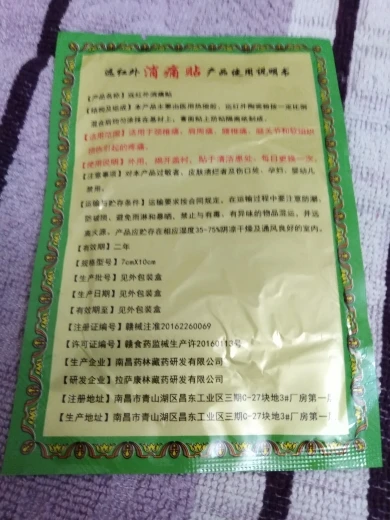 远红外消痛贴产品使用说明书
【产品名称】远红外消痛贴
【结构及组成】本产品主要由医用热熔胶、远红外陶瓷粉按一定比例
混合均匀涂抹在基材上，覆盖贴上防粘隔离纸制成。
【适用范围】适用于颈椎痛、肩周痛、腰椎痛、膝关节和软组织
损伤引起的疼痛。
【使用说明】外用，揭开盖衬，贴于清洁患处，每日更换一次。
【注意事项】对本产品过敏者、皮肤溃烂者及伤口处、孕妇、婴幼儿
禁用。
【运输与贮存条件】运输要求按合同规定，在运输过程中要注意防潮、
防破损，避免雨淋和暴晒，禁止与有毒、有异味的物品混运，并远
离火源。产品应贮存在相应湿度35-75%阴凉干燥及通风良好的室内。
【有效期】二年
【规格型号】7cmX10cm
【生产批号】见外包装盒
【生产日期】见外包装盒
【有效期至】见外包装盒
【注册证编号】赣械注准20162260069
【许可证编号】赣食药监械生产许20160113号
【生产企业】南昌药林藏药研发有限公司
【研发企业】拉萨康林藏药研发有限公司
【注册地址】南昌市青山湖区昌东工业区三期C-27块地3#厂房第一层
【生产地址】南昌市青山湖区昌东工业区三期C-27块地3#厂房第一